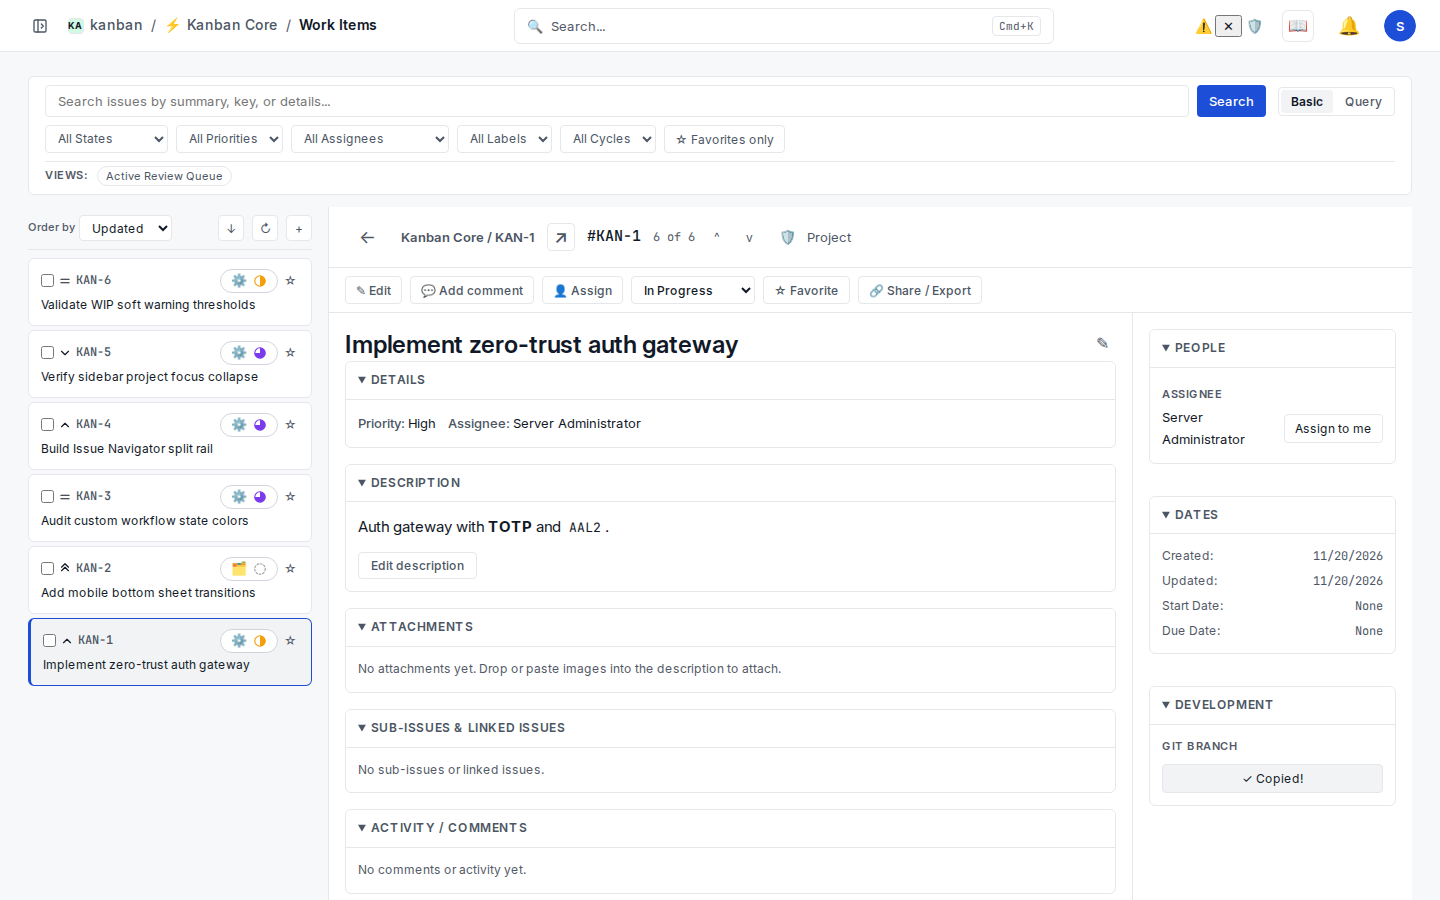 KA kanban / ⚡ Kanban Core / Work Items
🔍 Search... Cmd+K
⚠️ ✕ 🛡️ 📖 🔔 S
Search issues by summary, key, or details...
Search
Basic Query
All States All Priorities All Assignees All Labels All Cycles ☆ Favorites only
VIEWS: Active Review Queue
Order by Updated ↓ ↻ +
KAN-6
Validate WIP soft warning thresholds
KAN-5
Verify sidebar project focus collapse
KAN-4
Build Issue Navigator split rail
KAN-3
Audit custom workflow state colors
KAN-2
Add mobile bottom sheet transitions
KAN-1
Implement zero-trust auth gateway
← Kanban Core / KAN-1 #KAN-1 6 of 6 ^ v 🛡️ Project
✎ Edit 💬 Add comment 👤 Assign In Progress ☆ Favorite 🔗 Share / Export
Implement zero-trust auth gateway ✎
▼ DETAILS
Priority: High Assignee: Server Administrator
▼ DESCRIPTION
Auth gateway with TOTP and AAL2.
Edit description
▼ ATTACHMENTS
No attachments yet. Drop or paste images into the description to attach.
▼ SUB-ISSUES & LINKED ISSUES
No sub-issues or linked issues.
▼ ACTIVITY / COMMENTS
No comments or activity yet.
▼ PEOPLE
ASSIGNEE
Server
Administrator
Assign to me
▼ DATES
Created: 11/20/2026
Updated: 11/20/2026
Start Date: None
Due Date: None
▼ DEVELOPMENT
GIT BRANCH
✓ Copied!